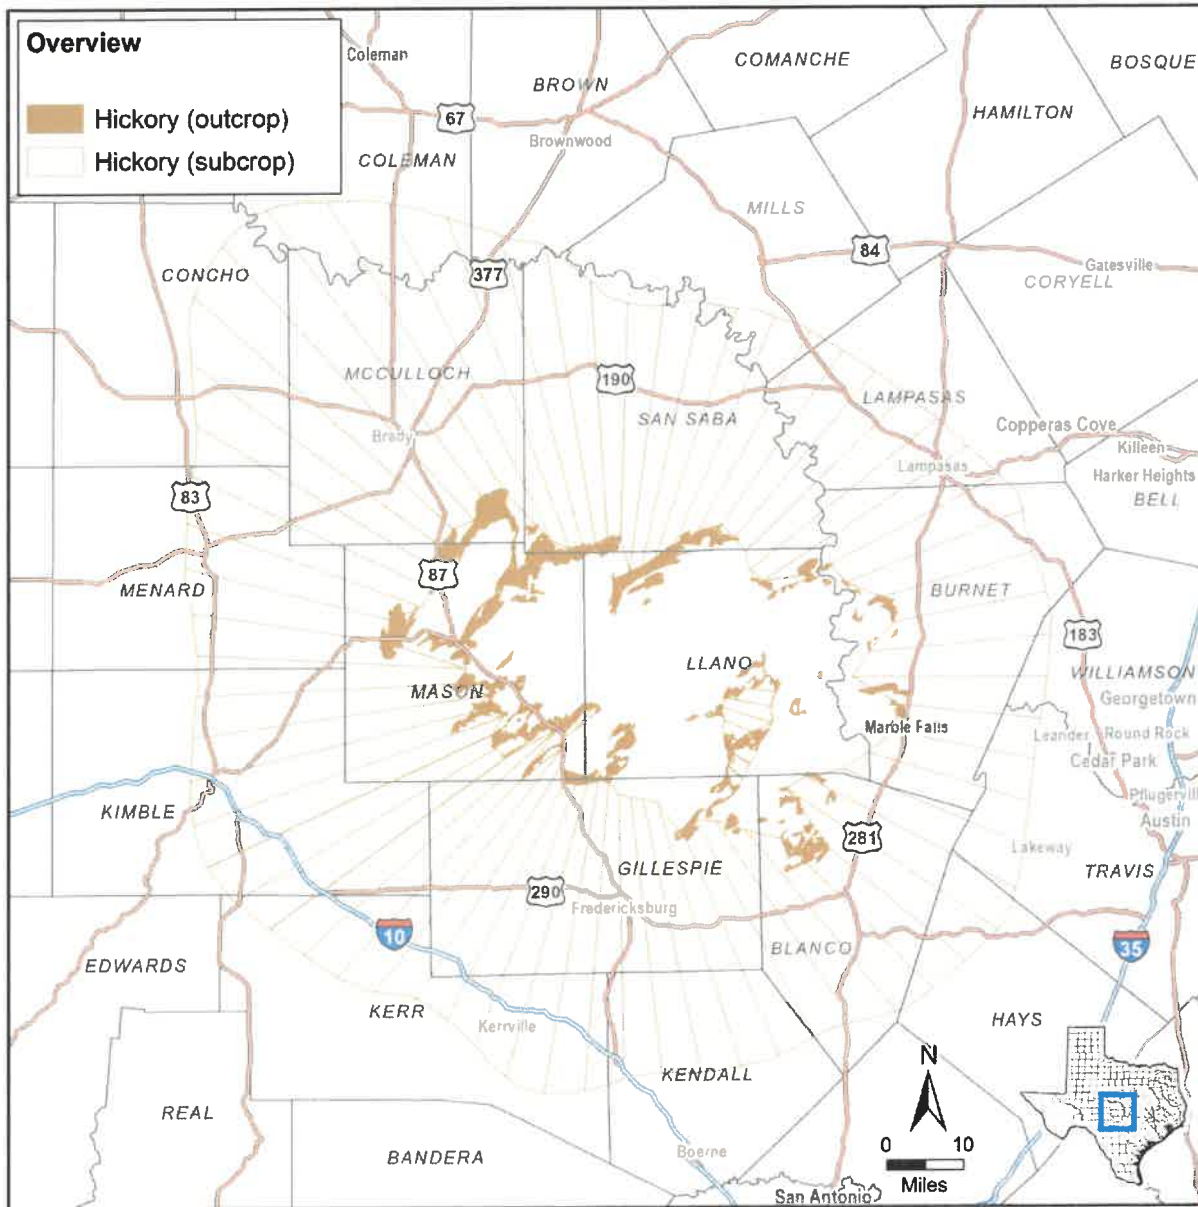 Overview
Hickory (outcrop)
Hickory (subcrop)
Coleman
BROWN
COMANCHE
BOSQUE
HAMILTON
67
Brownwood
COLEMAN
MILLS
84
Gatesville
CORYELL
CONCHO
377
MCCULLOCH
190
SAN SABA
LAMPASAS
Copperas Cove
Killeen
Brady
Lampasas
Harker Heights
BELL
83
87
MENARD
BURNET
183
LLANO
WILLIAMSON
MASON
Georgetown
Marble Falls
Leander
Round Rock
Cedar Park
Pflugerville
KIMBLE
Austin
281
Lakeway
GILLESPIE
TRAVIS
290
Fredericksburg
10
BLANCO
35
EDWARDS
KERR
Kerrville
HAYS
N
KENDALL
REAL
0 10
Miles
BANDERA
Boerne
San Antonio